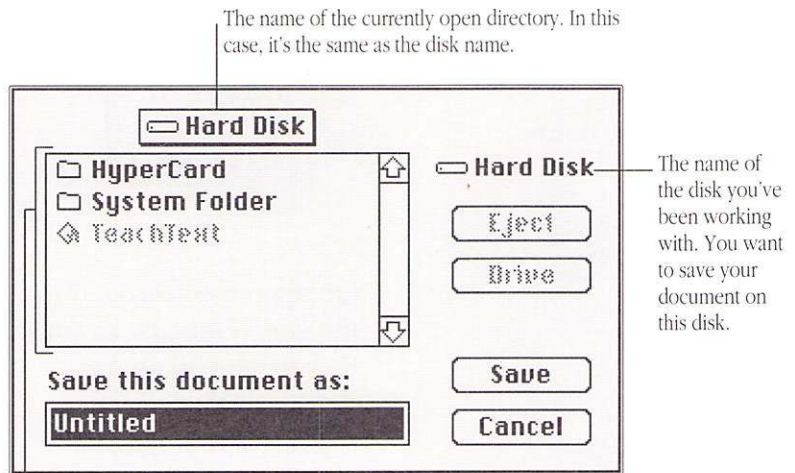 The name of the currently open directory. In this
case, it's the same as the disk name.
Hard Disk
HyperCard
System Folder
TeachText
Hard Disk
Eject
Drive
Save this document as:
Untitled
Save
Cancel
The name of
the disk you've
been working
with. You want
to save your
document on
this disk.